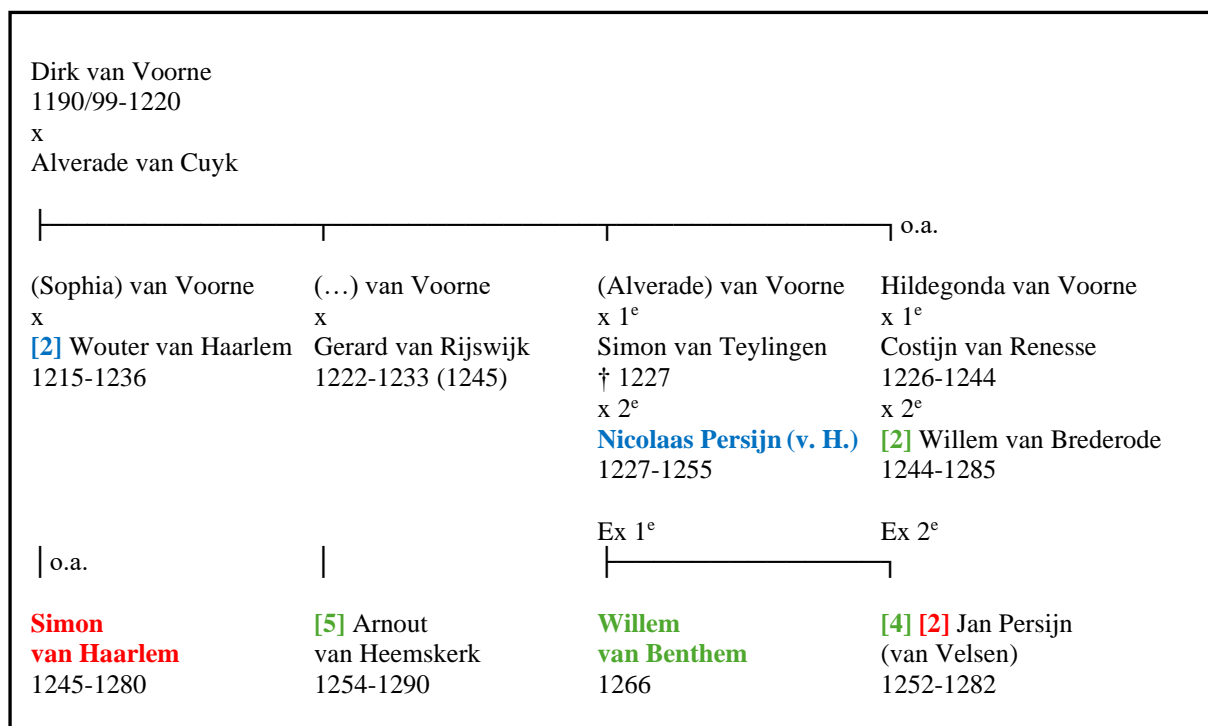 Dirk van Voorne
1190/99-1220
x
Alverade van Cuyk
o.a.
(Sophia) van Voorne (…) van Voorne (Alverade) van Voorne Hildegonda van Voorne
x x x 1e x 1e
[2] Wouter van Haarlem Gerard van Rijswijk Simon van Teylingen Costijn van Renesse
1215-1236 1222-1233 (1245) † 1227 1226-1244
x 2e x 2e
Nicolaas Persijn (v. H.) [2] Willem van Brederode
1227-1255 1244-1285
Ex 1e Ex 2e
o.a.
Simon [5] Arnout Willem [4] [2] Jan Persijn
van Haarlem van Heemskerk van Benthem (van Velsen)
1245-1280 1254-1290 1266 1252-1282